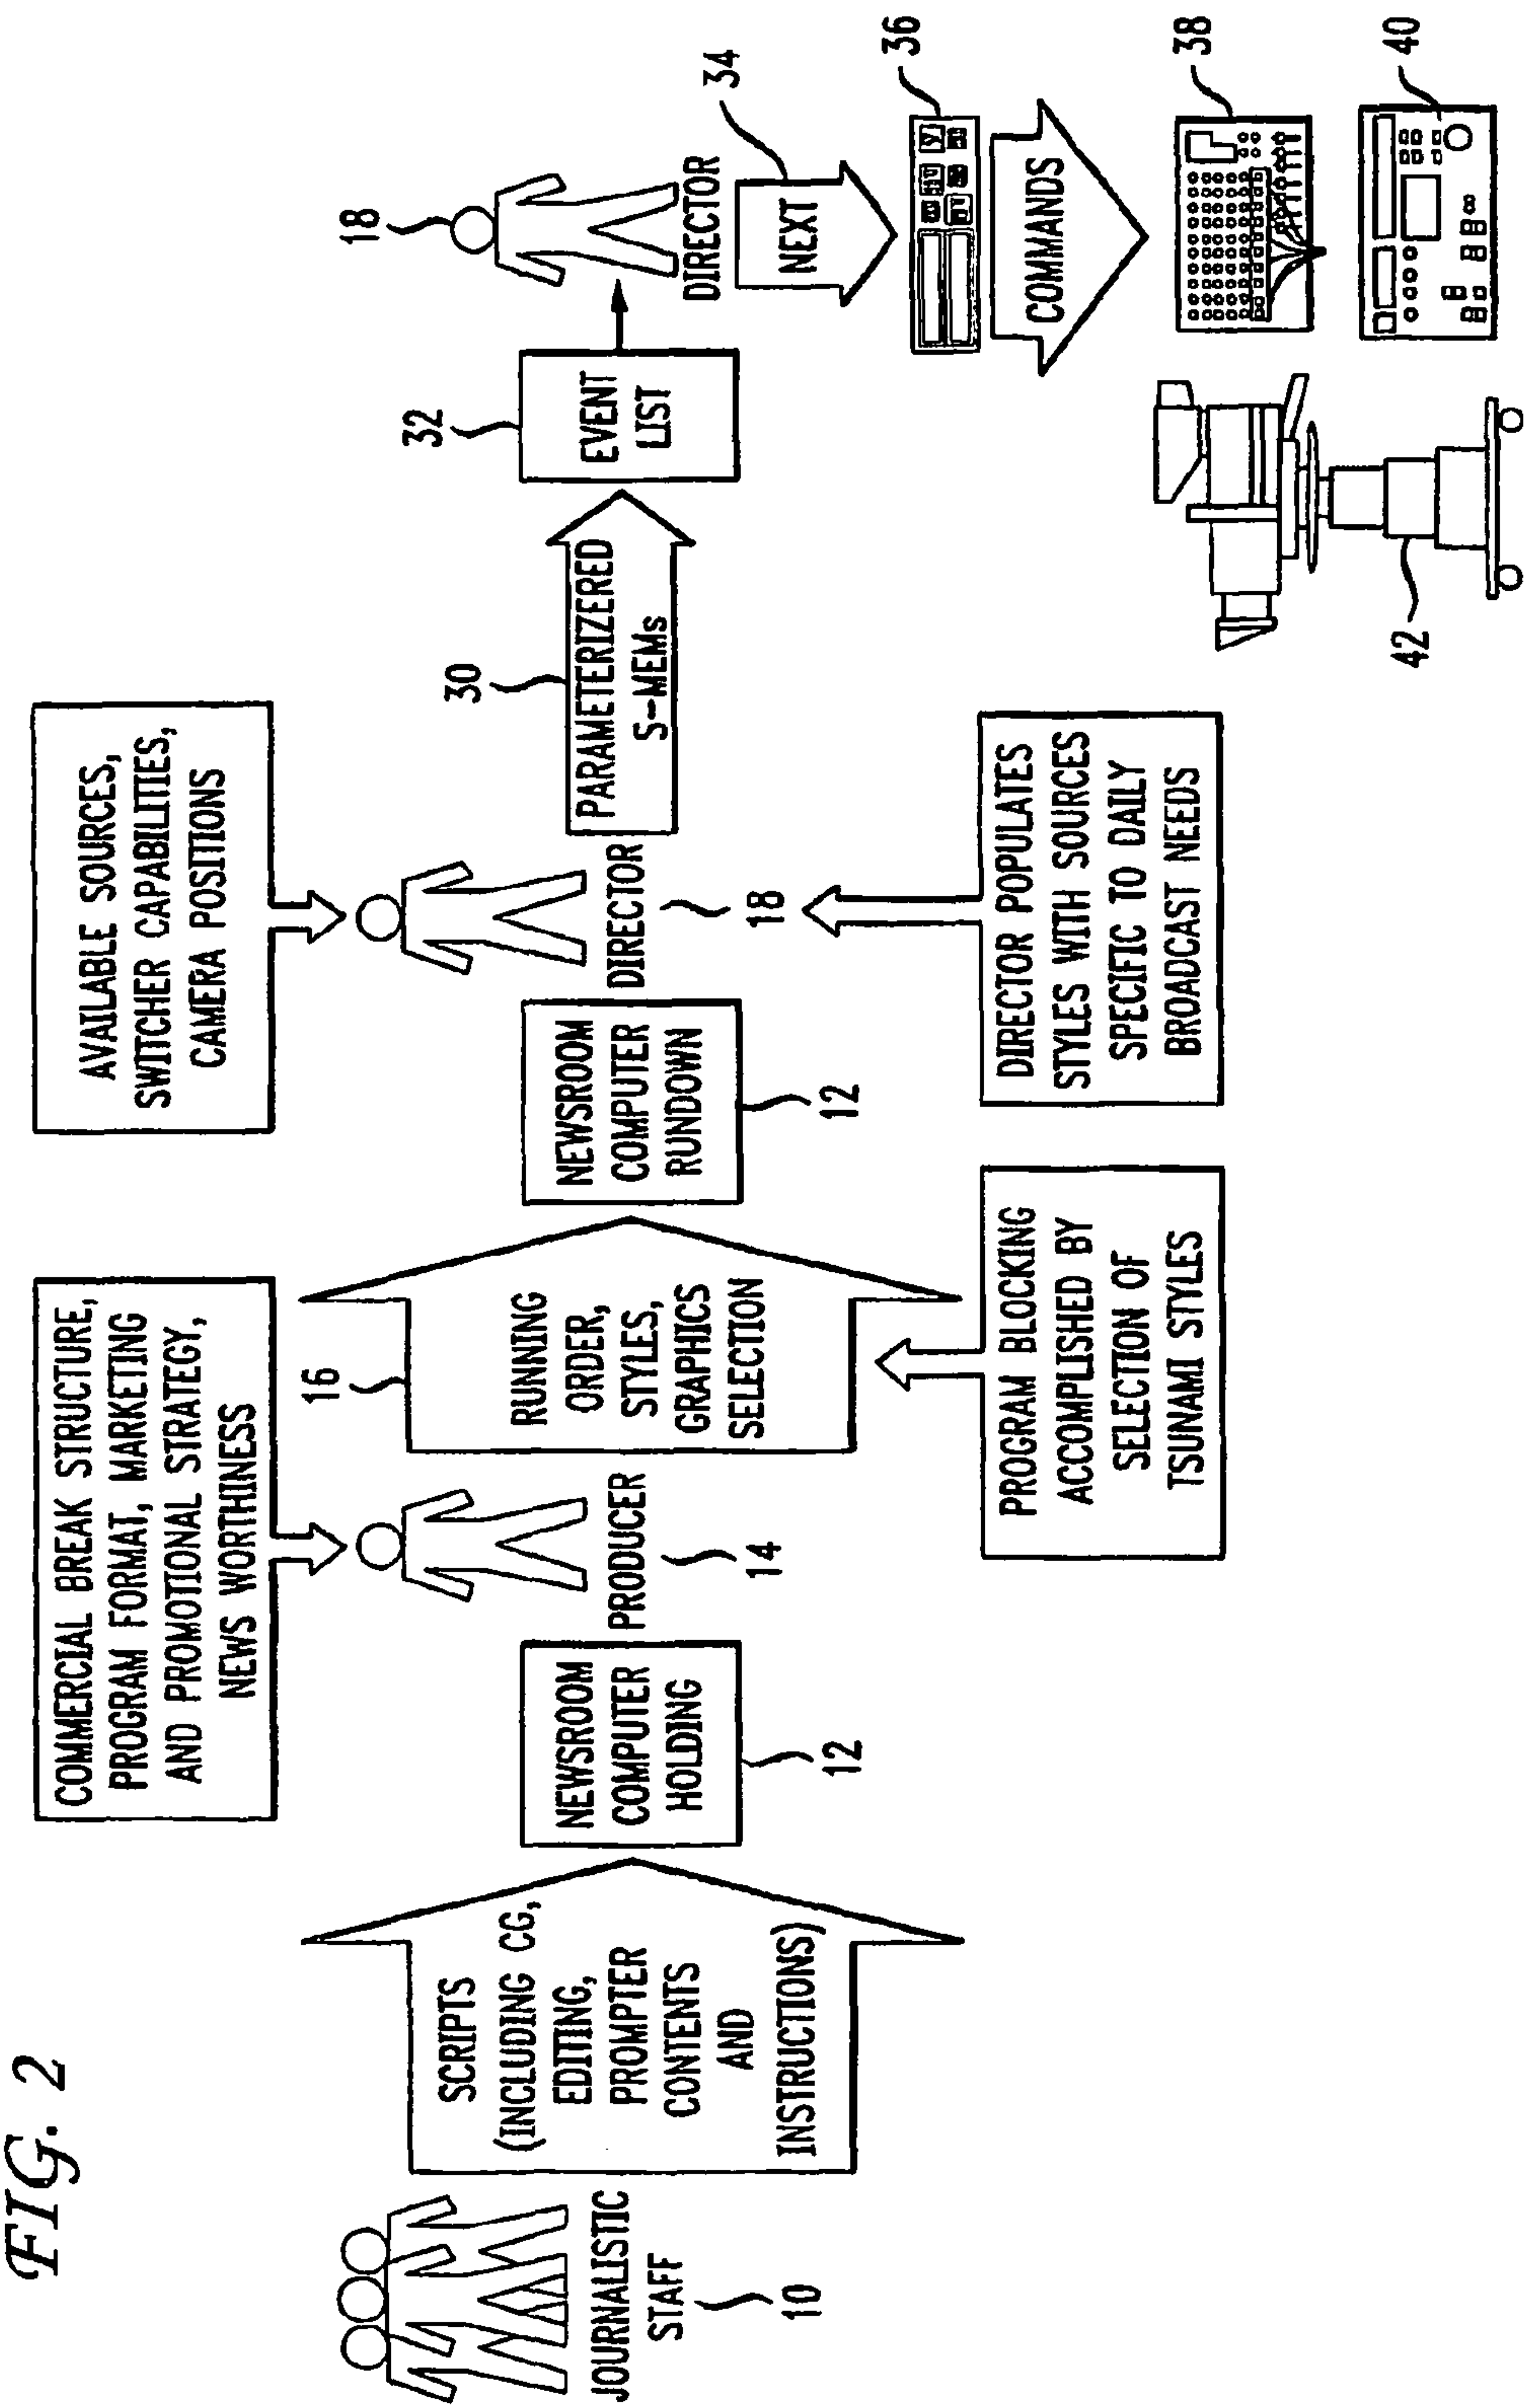 FIG. 2
COMMERCIAL BREAK STRUCTURE,
PROGRAM FORMAT, MARKETING
AND PROMOTIONAL STRATEGY,
NEWS WORTHINESS
AVAILABLE SOURCES,
SWITCHER CAPABILITIES,
CAMERA POSITIONS
JOURNALISTIC
STAFF
10
SCRIPTS
(INCLUDING CG,
EDITING,
PROMPTER
CONTENTS
AND
INSTRUCTIONS)
NEWSROOM
COMPUTER
HOLDING
12
PRODUCER
14
16
RUNNING
ORDER,
STYLES,
GRAPHICS
SELECTION
NEWSROOM
COMPUTER
RUNDOWN
12
DIRECTOR
18
30
PARAMETERIZERED
S-MEMs
32
EVENT
LIST
18
DIRECTOR
34
NEXT
36
COMMANDS
38
40
42
PROGRAM BLOCKING
ACCOMPLISHED BY
SELECTION OF
TSUNAMI STYLES
DIRECTOR POPULATES
STYLES WITH SOURCES
SPECIFIC TO DAILY
BROADCAST NEEDS